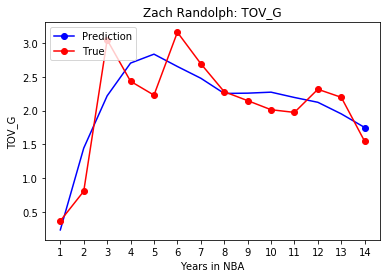 Zach Randolph: TOV_G
Prediction
True
TOV_G
3.0
2.5
2.0
1.5
1.0
0.5
1 2 3 4 5 6 7 8 9 10 11 12 13 14
Years in NBA